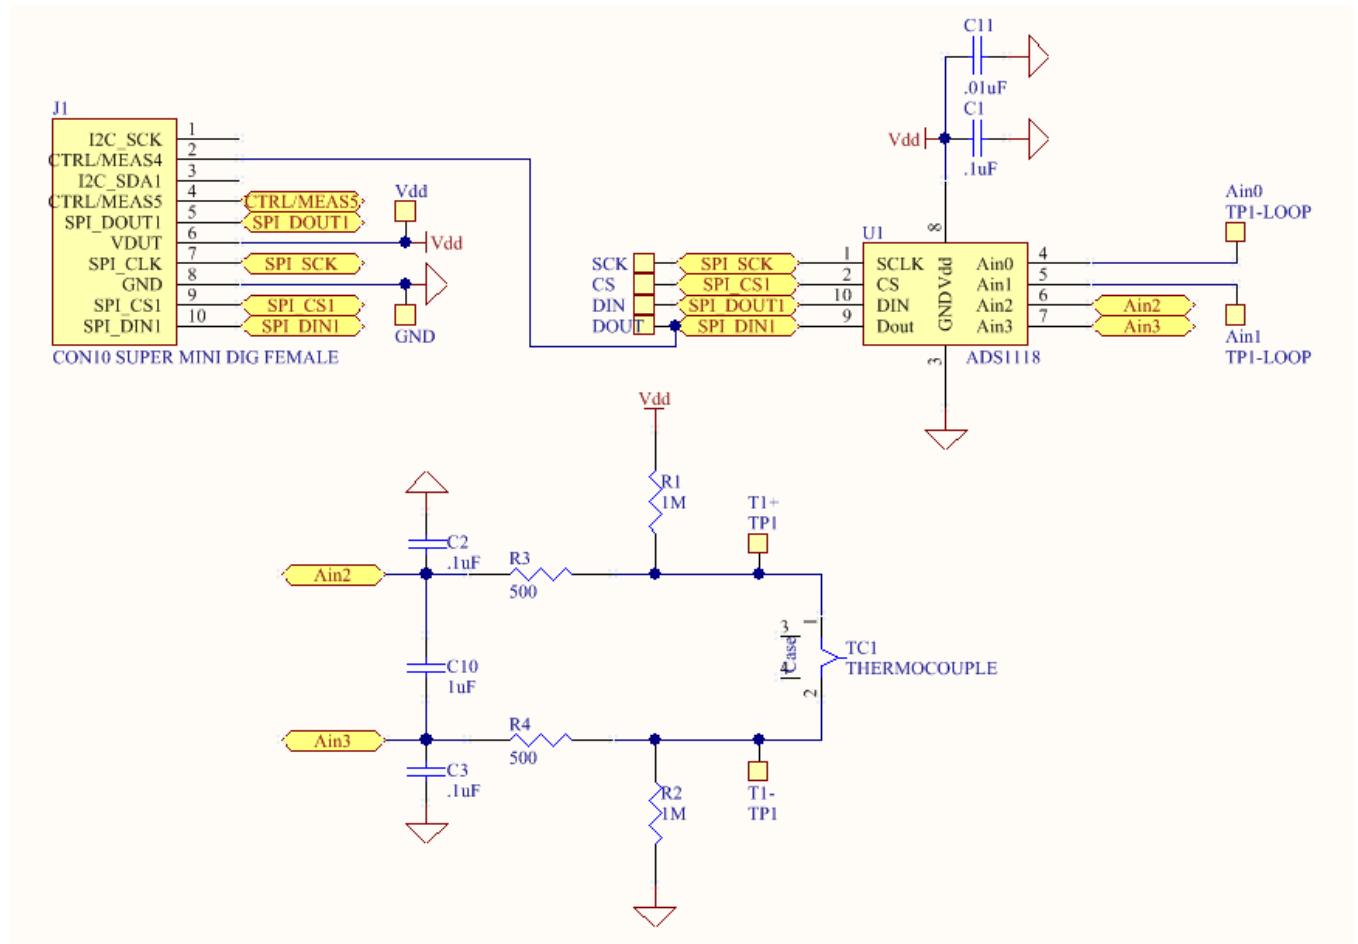 C11
.01uF
C1
Vdd
.1uF
J1
I2C_SCK 1
CTRL/MEAS4 2
I2C_SDA1 3
CTRL/MEAS5 4 CTRL/MEAS5
SPI_DOUT1 5 SPI_DOUT1
VDUT 6
SPI_CLK 7 SPI_SCK
GND 8
SPI_CS1 9 SPI_CS1
SPI_DIN1 10 SPI_DIN1
CON10 SUPER MINI DIG FEMALE
Vdd
Vdd
GND
SCK SPI_SCK 1 SCLK
CS SPI_CS1 2 CS
DIN SPI_DOUT1 10 DIN
DOUT SPI_DIN1 9 Dout
U1
8
Vdd
GND
3
Ain0 4
Ain1 5
Ain2 6 Ain2
Ain3 7 Ain3
ADS1118
Ain0
TP1-LOOP
Ain1
TP1-LOOP
Vdd
R1
1M
T1+
TP1
C2
.1uF
Ain2
R3
500
C10
1uF
3
Case
4
1
2
TC1
THERMOCOUPLE
Ain3
R4
500
C3
.1uF
R2
1M
T1-
TP1